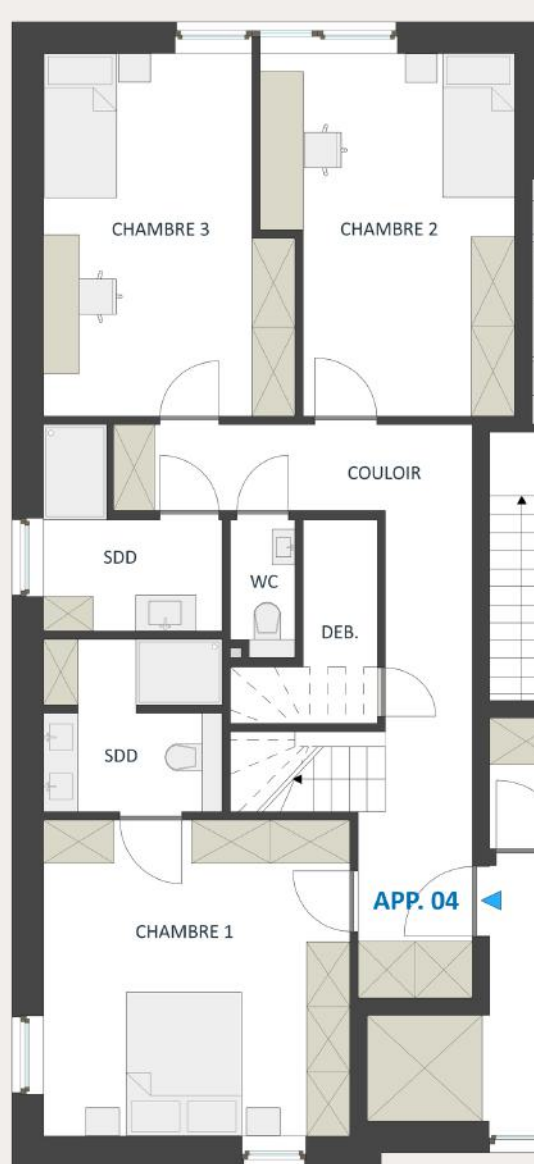 CHAMBRE 3
CHAMBRE 2
COULOIR
SDD
WC
DEB.
SDD
APP. 04
CHAMBRE 1